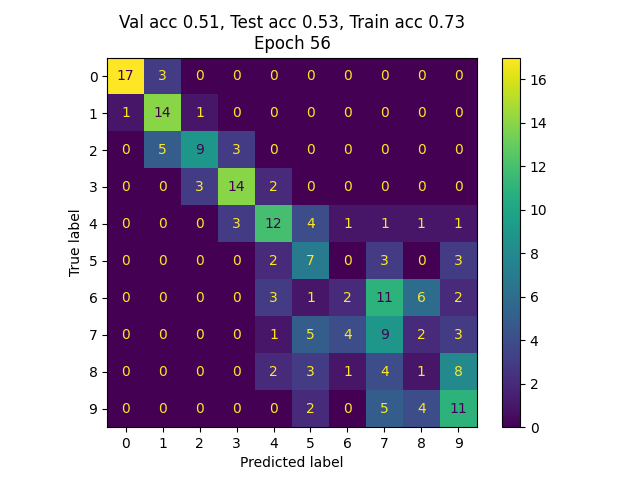 Val acc 0.51, Test acc 0.53, Train acc 0.73
Epoch 56
0 17 3 0 0 0 0 0 0 0 0
1 1 14 1 0 0 0 0 0 0 0
2 0 5 9 3 0 0 0 0 0 0
3 0 0 3 14 2 0 0 0 0 0
4 0 0 0 3 12 4 1 1 1 1
5 0 0 0 0 2 7 0 3 0 3
6 0 0 0 0 3 1 2 11 6 2
7 0 0 0 0 1 5 4 9 2 3
8 0 0 0 0 2 3 1 4 1 8
9 0 0 0 0 0 2 0 5 4 11
0 1 2 3 4 5 6 7 8 9
Predicted label
True label
16
14
12
10
8
6
4
2
0